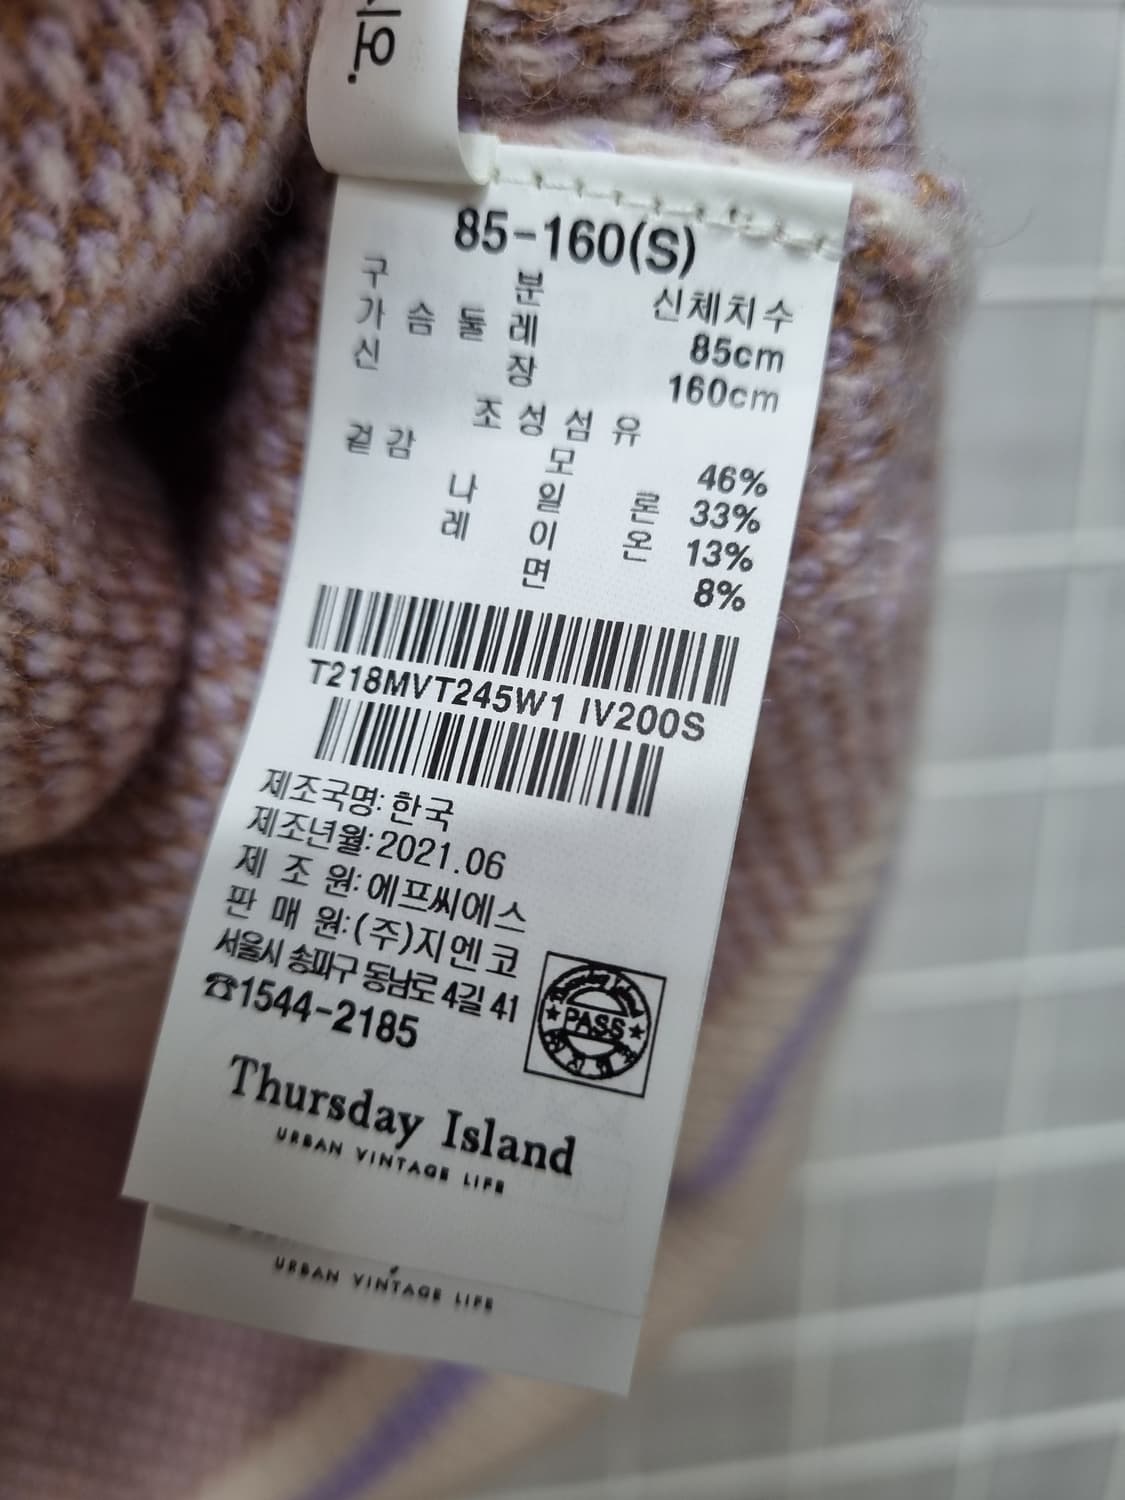 시오.
85-160(S)
구 분 신체치수
가 슴 둘 레 85cm
신 장 160cm
조 성 섬 유
겉 감 모 46%
나 일 론 33%
레 이 온 13%
면 8%
T218MVT245W1 IV200S
제조국명: 한국
제조년월: 2021.06
제 조 원: 에프씨에스
판 매 원: (주)지엔코
서울시 송파구 동남로 4길 41
☎1544-2185
Thursday Island
PASS
Thursday Island
URBAN VINTAGE LIFE
URBAN VINTAGE LIFE